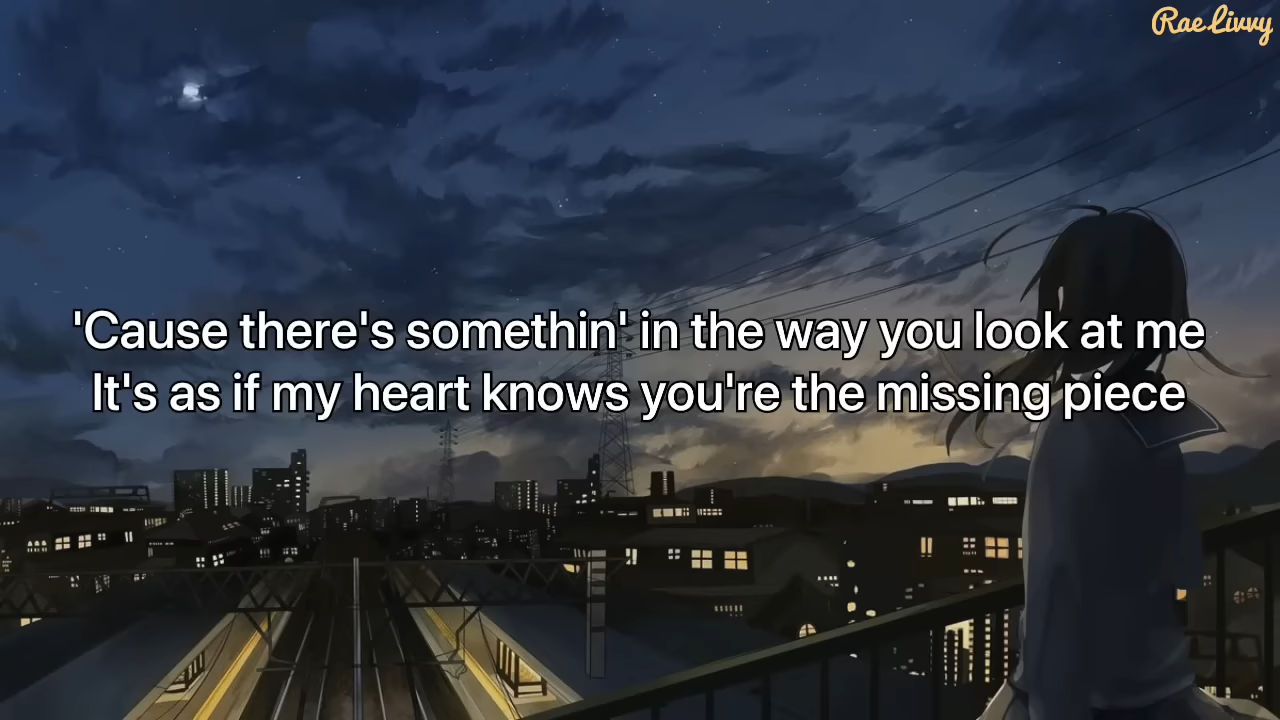 Rae Livvy
'Cause there's somethin' in the way you look at me
It's as if my heart knows you're the missing piece